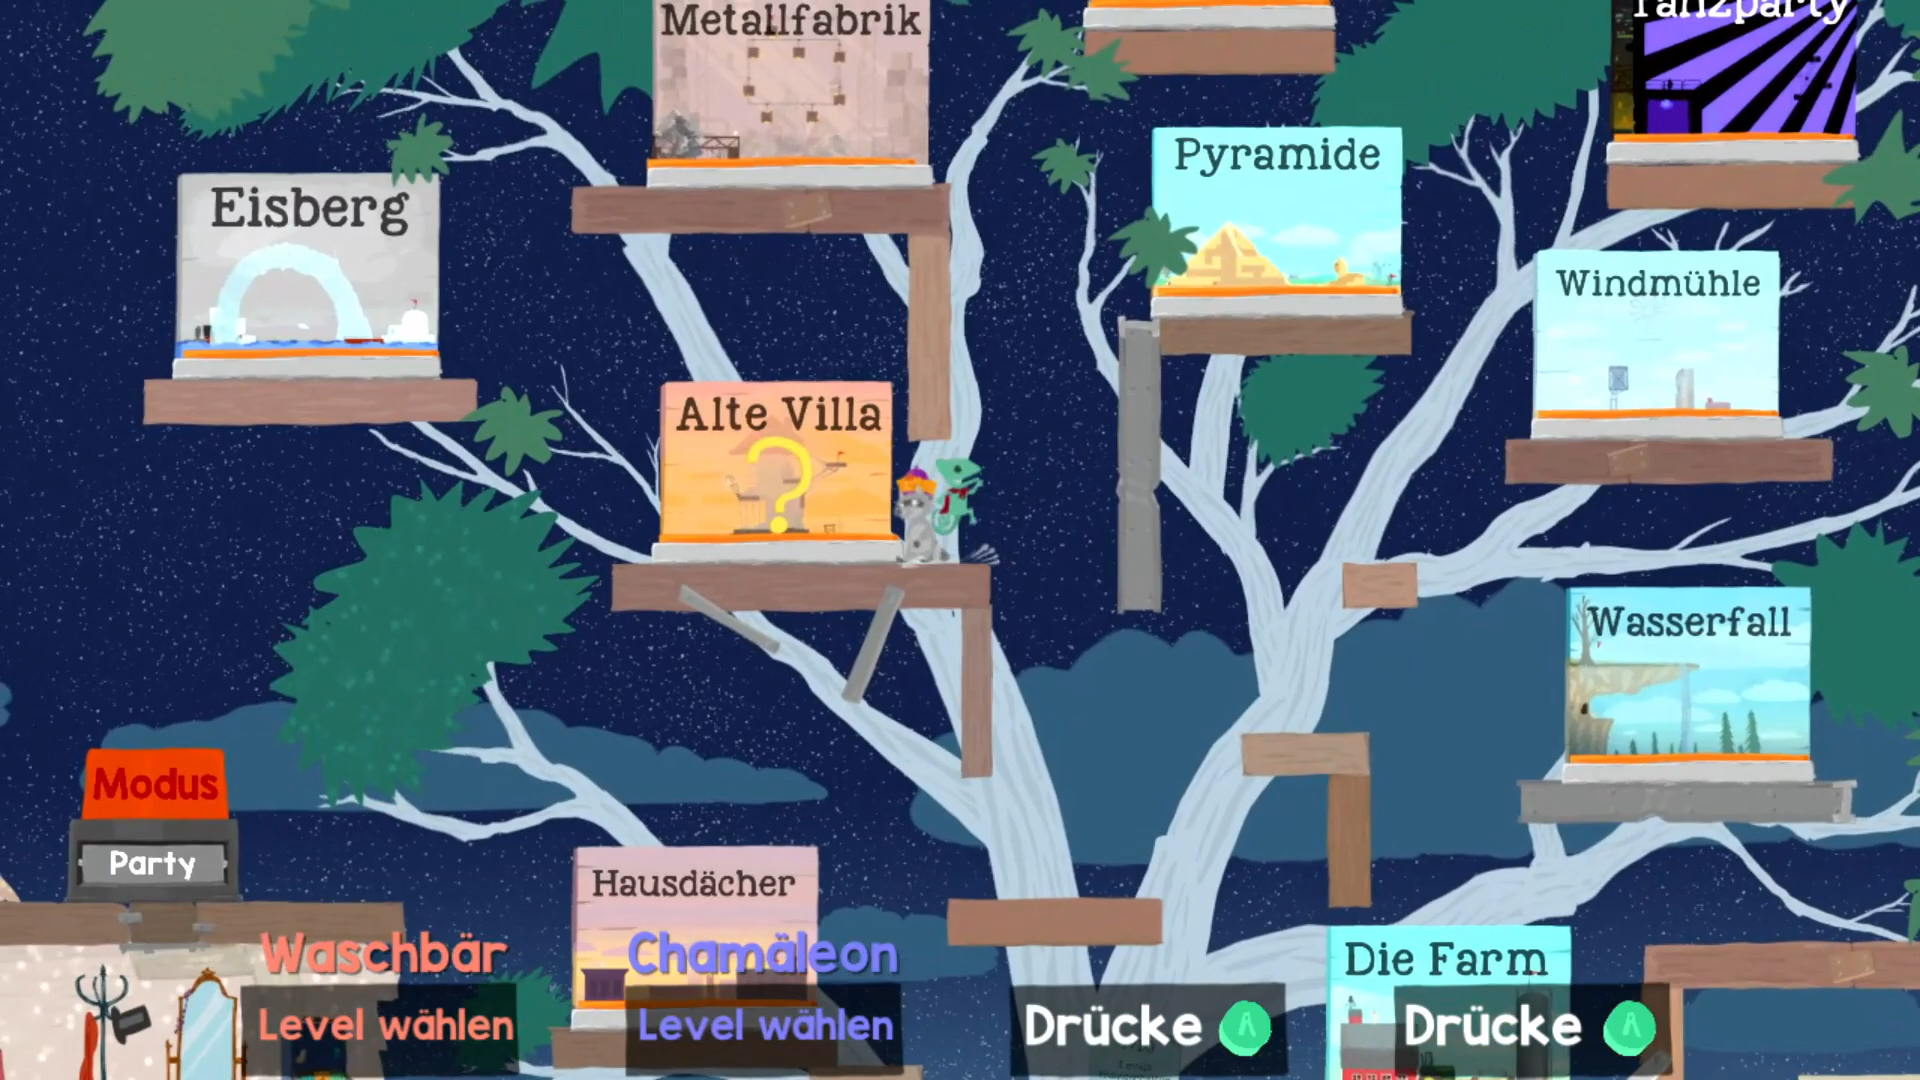 Metallfabrik
Tanzparty
Pyramide
Eisberg
Windmühle
Alte Villa
?
Wasserfall
Modus
Party
Hausdächer
Waschbär
Chamäleon
Die Farm
Level wählen
Level wählen
Drücke A
Drücke A